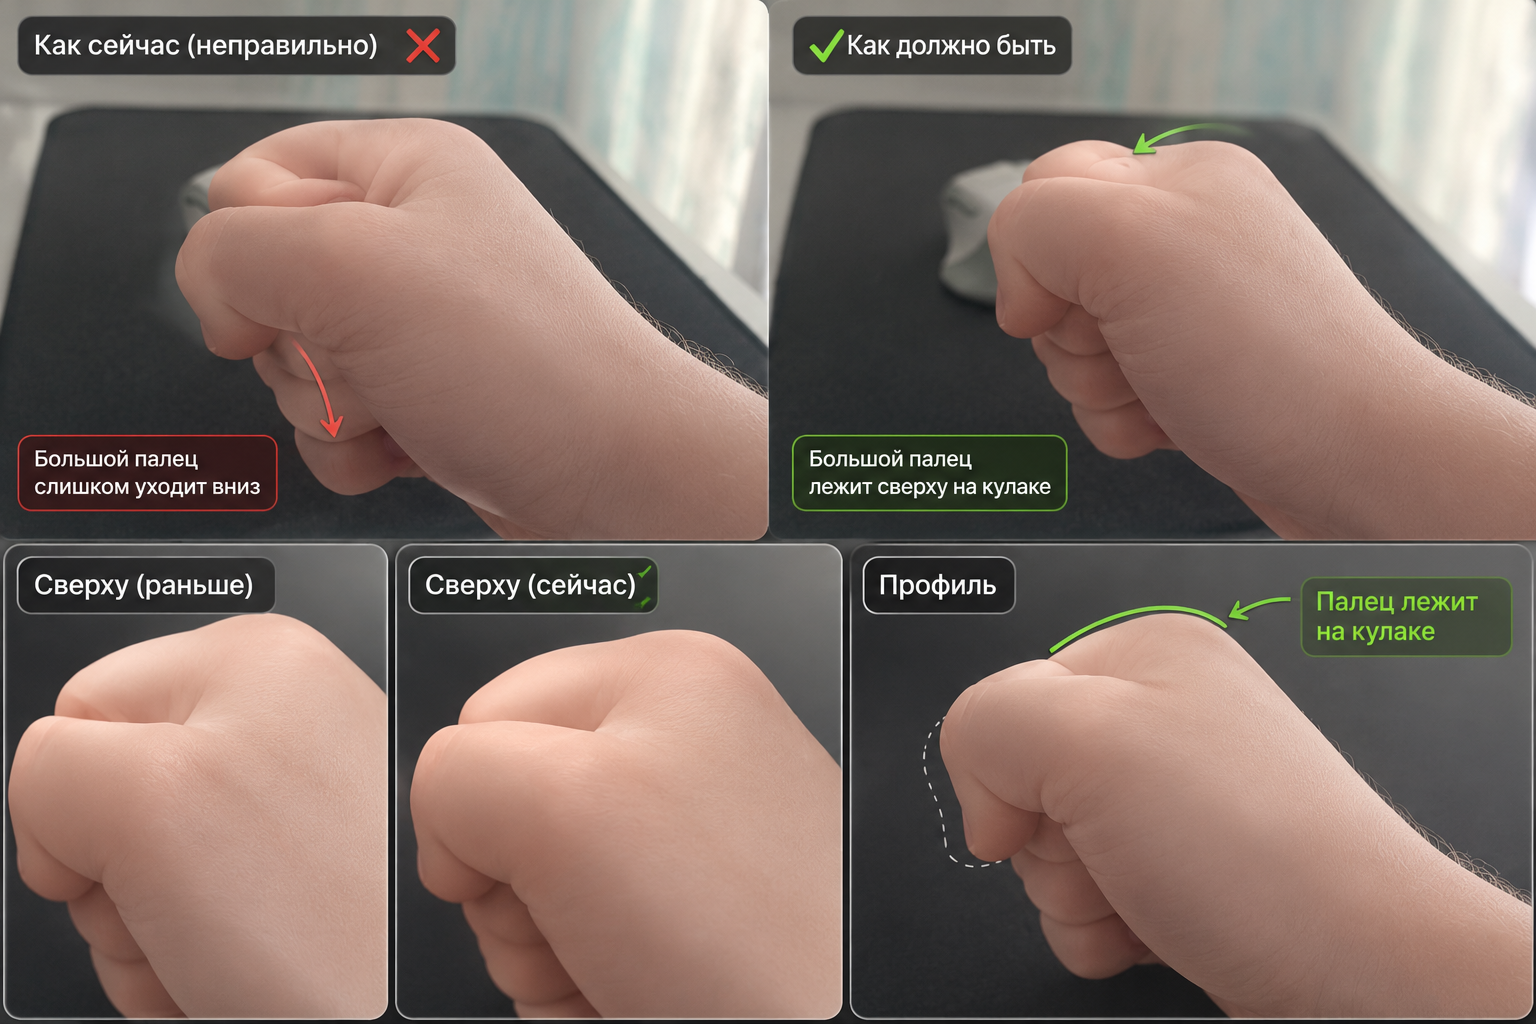 Как сейчас (неправильно)
Как должно быть
Большой палец
слишком уходит вниз
Большой палец
лежит сверху на кулаке
Сверху (раньше)
Сверху (сейчас)
Профиль
Палец лежит
на кулаке